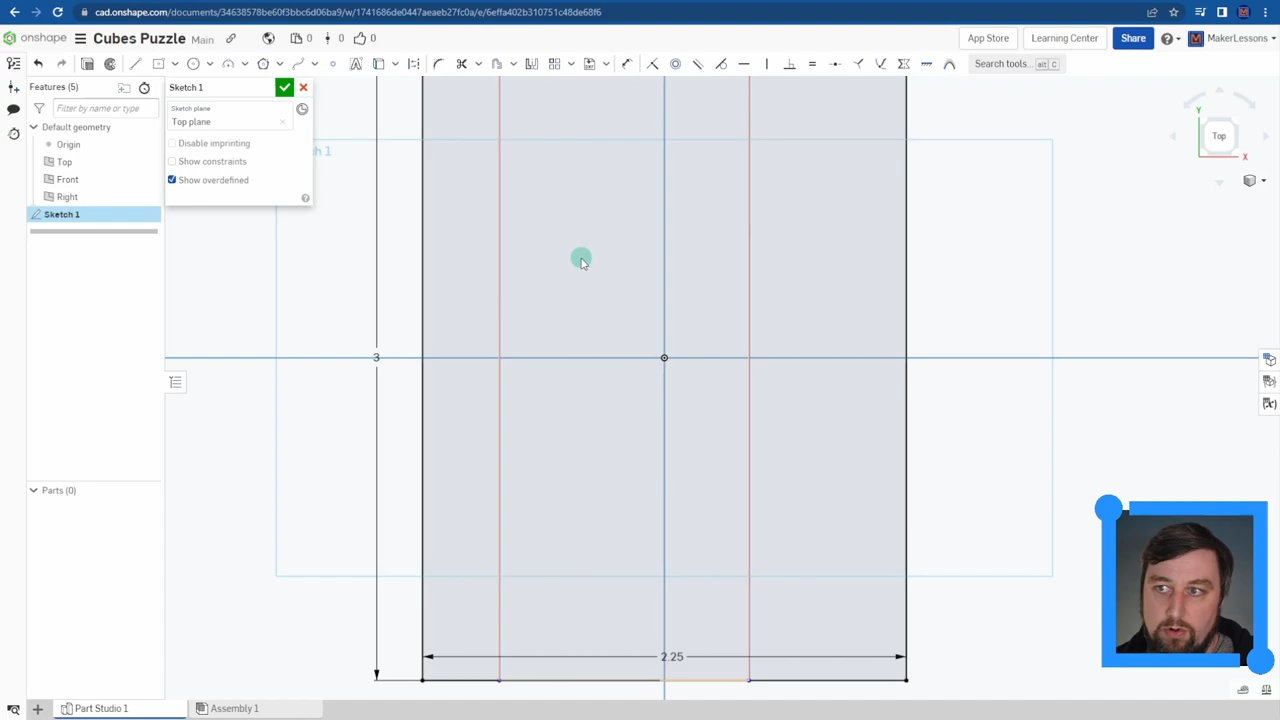 cad.onshape.com/documents/34638578be60f3bbc6d06ba9/w/1741686de0447aeaeb27fc0a/e/6effa402b310751c48de68f6
onshape Cubes Puzzle Main 0 0 0 App Store Learning Center Share MakerLessons
Search tools... alt C
Features (5)
Filter by name or type
Default geometry
Origin
Top
Front
Right
Sketch 1
Parts (0)
Sketch 1
Sketch plane
Top plane
Disable imprinting
Show constraints
Show overdefined
ch 1
3
2.25
Y
Top
X
(x)
Part Studio 1 Assembly 1